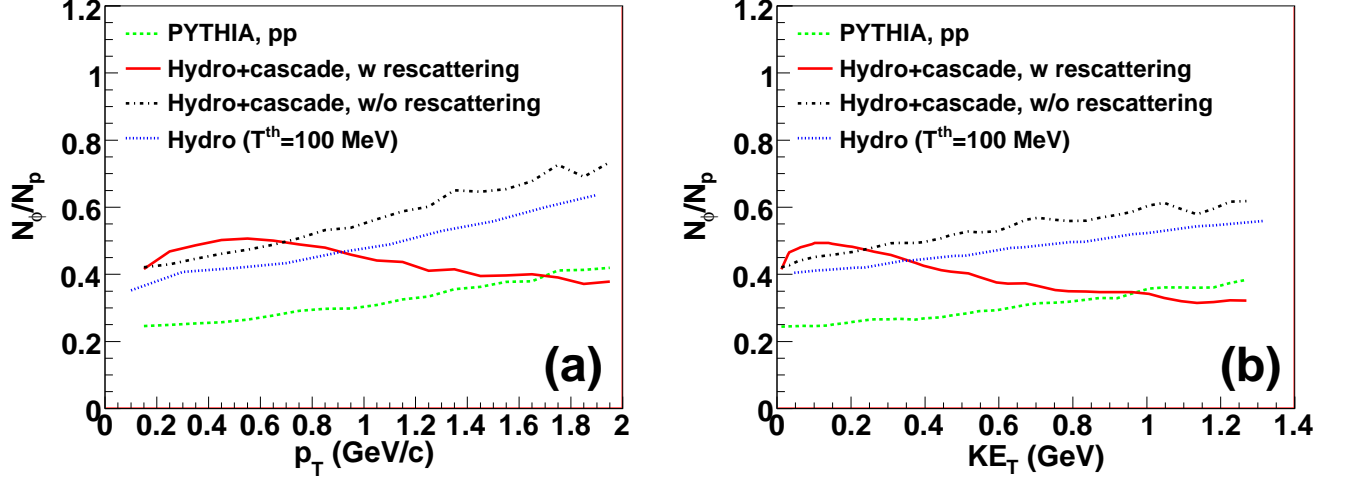 1.2
1
0.8
0.6
0.4
0.2
0
N_ϕ/N_p
PYTHIA, pp
Hydro+cascade, w rescattering
Hydro+cascade, w/o rescattering
Hydro (T^th=100 MeV)
(a)
0 0.2 0.4 0.6 0.8 1 1.2 1.4 1.6 1.8 2
p_T (GeV/c)
1.2
1
0.8
0.6
0.4
0.2
0
N_ϕ/N_p
PYTHIA, pp
Hydro+cascade, w rescattering
Hydro+cascade, w/o rescattering
Hydro (T^th=100 MeV)
(b)
0 0.2 0.4 0.6 0.8 1 1.2 1.4
KE_T (GeV)